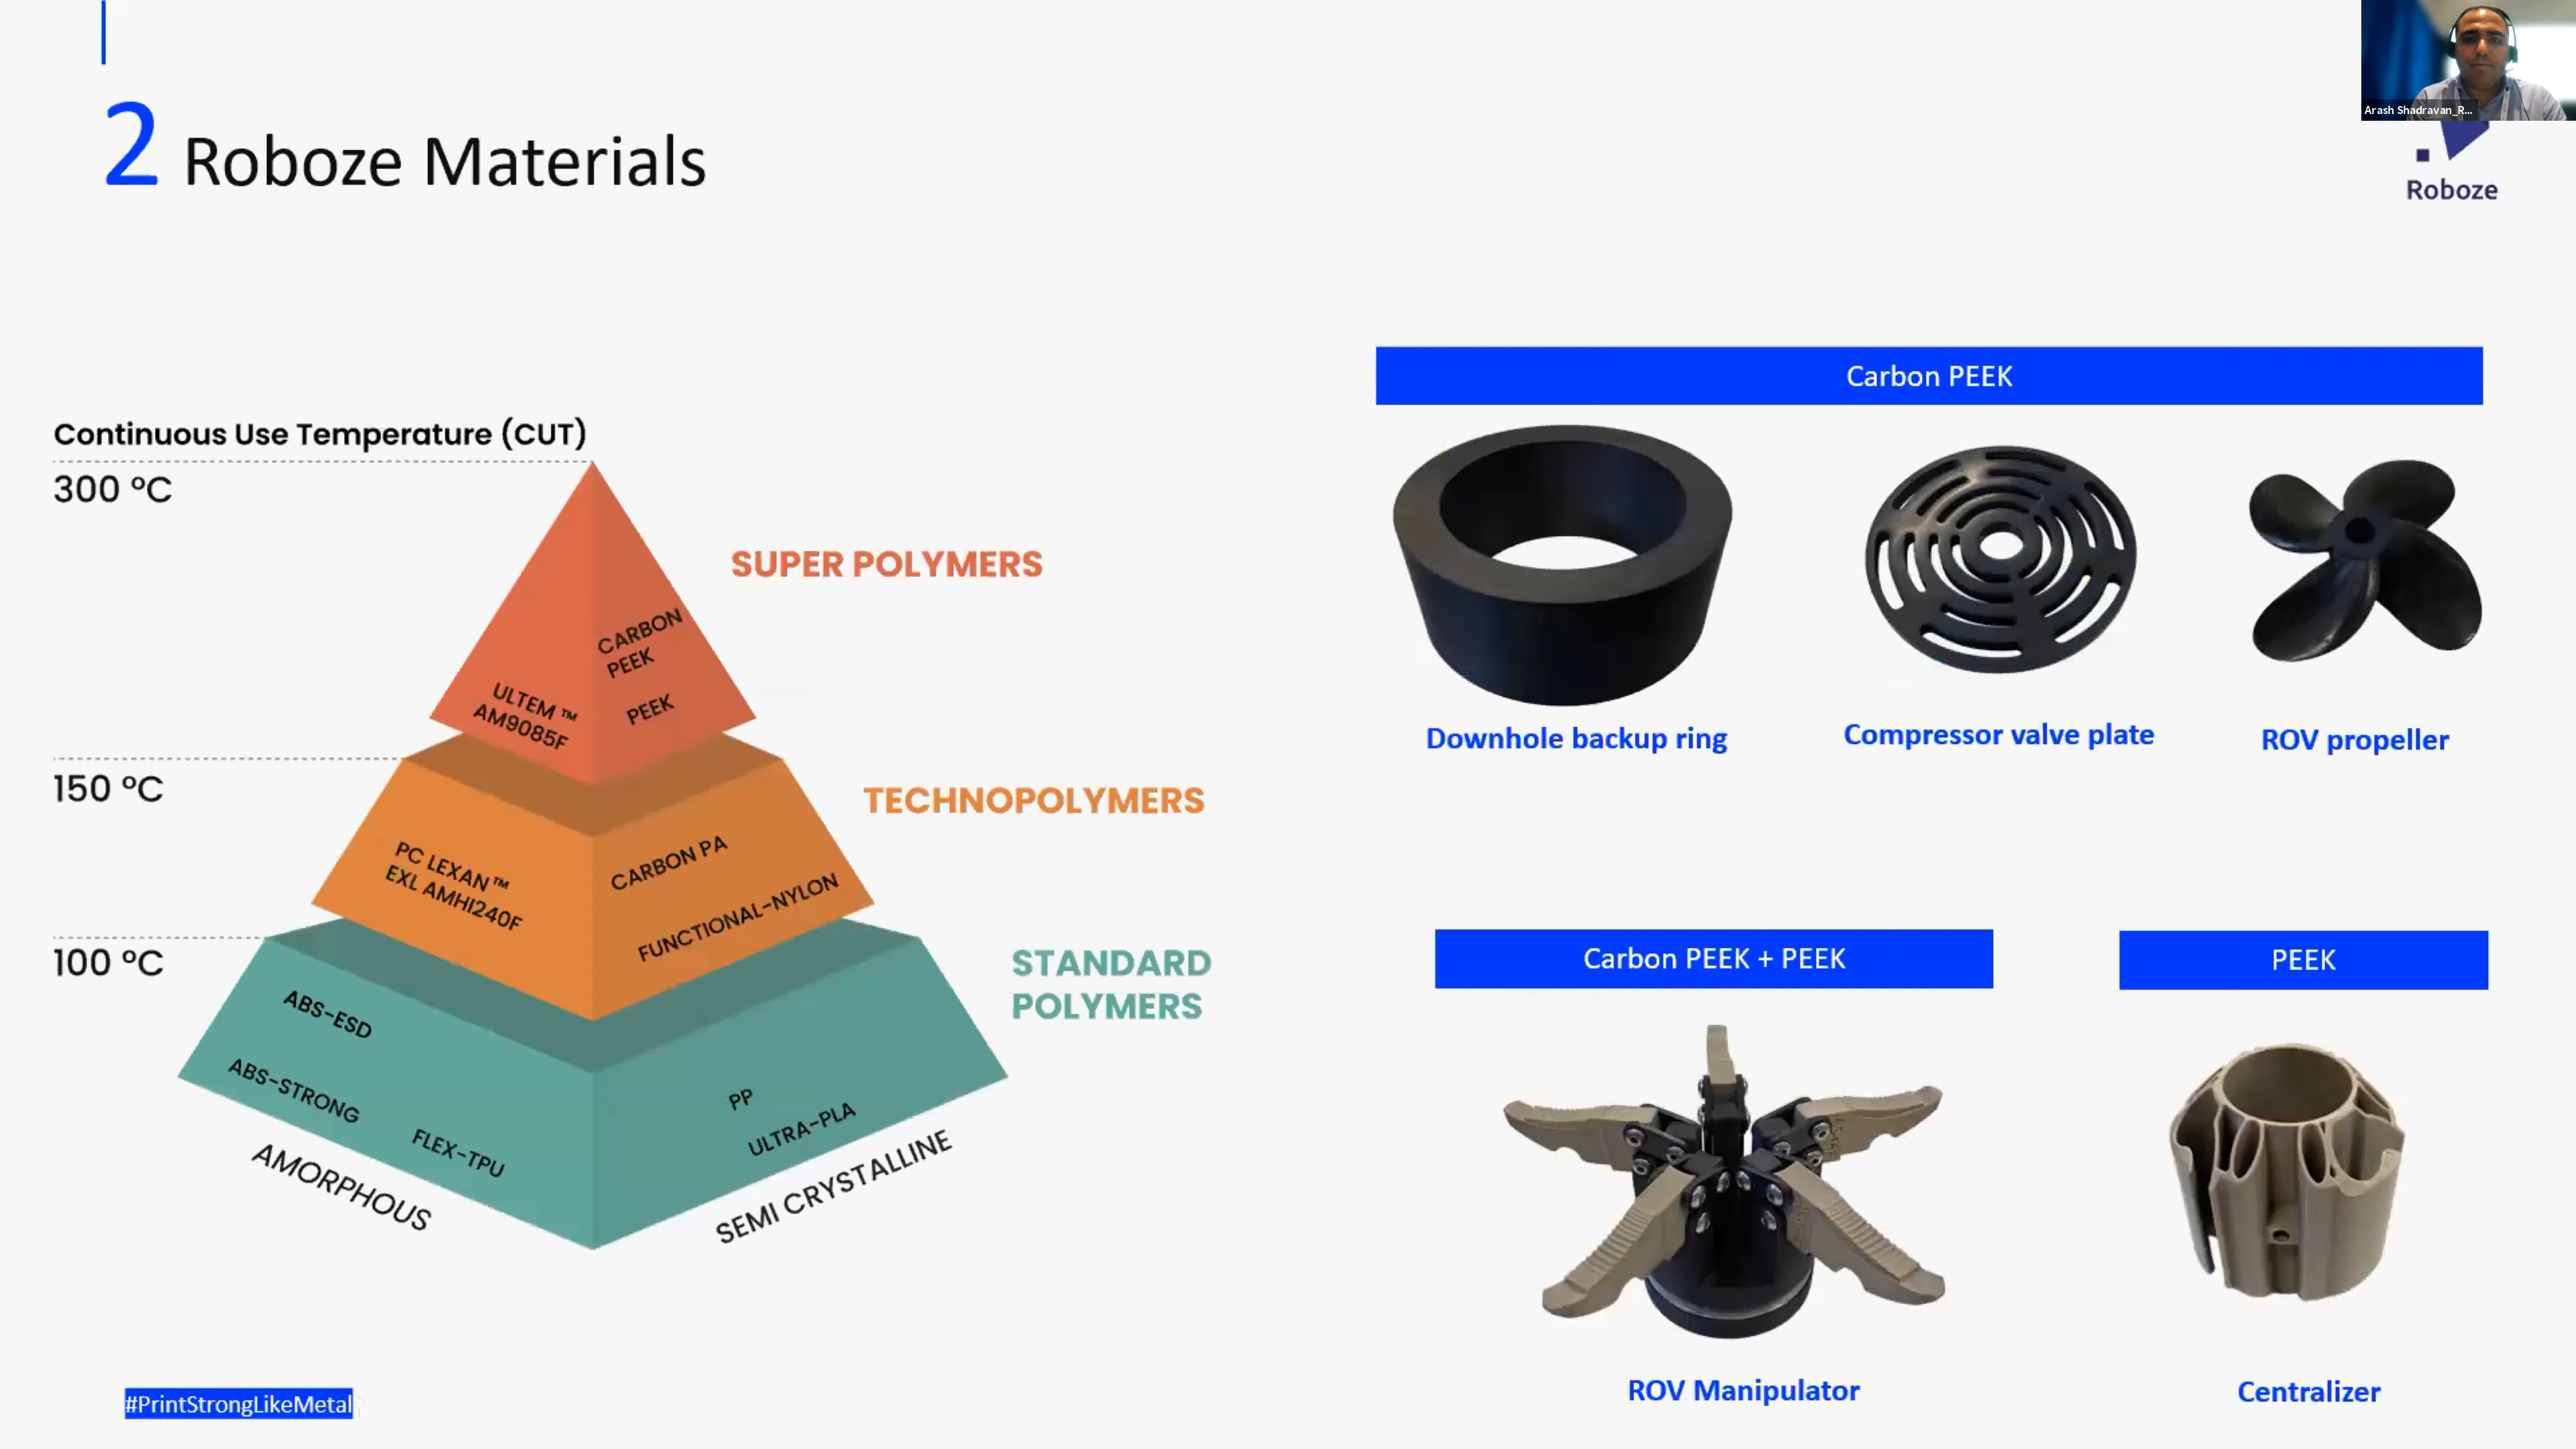 Arash Shadravan_R...
2 Roboze Materials
Roboze
Continuous Use Temperature (CUT)
300 °C
150 °C
100 °C
SUPER POLYMERS
CARBON
PEEK
PEEK
ULTEM ™
AM9085F
TECHNOPOLYMERS
PC LEXAN™
EXL AMHI240F
CARBON PA
FUNCTIONAL-NYLON
STANDARD
POLYMERS
ABS-ESD
ABS-STRONG
FLEX-TPU
PP
ULTRA-PLA
AMORPHOUS
SEMI CRYSTALLINE
Carbon PEEK
Downhole backup ring
Compressor valve plate
ROV propeller
Carbon PEEK + PEEK
PEEK
ROV Manipulator
Centralizer
#PrintStrongLikeMetal